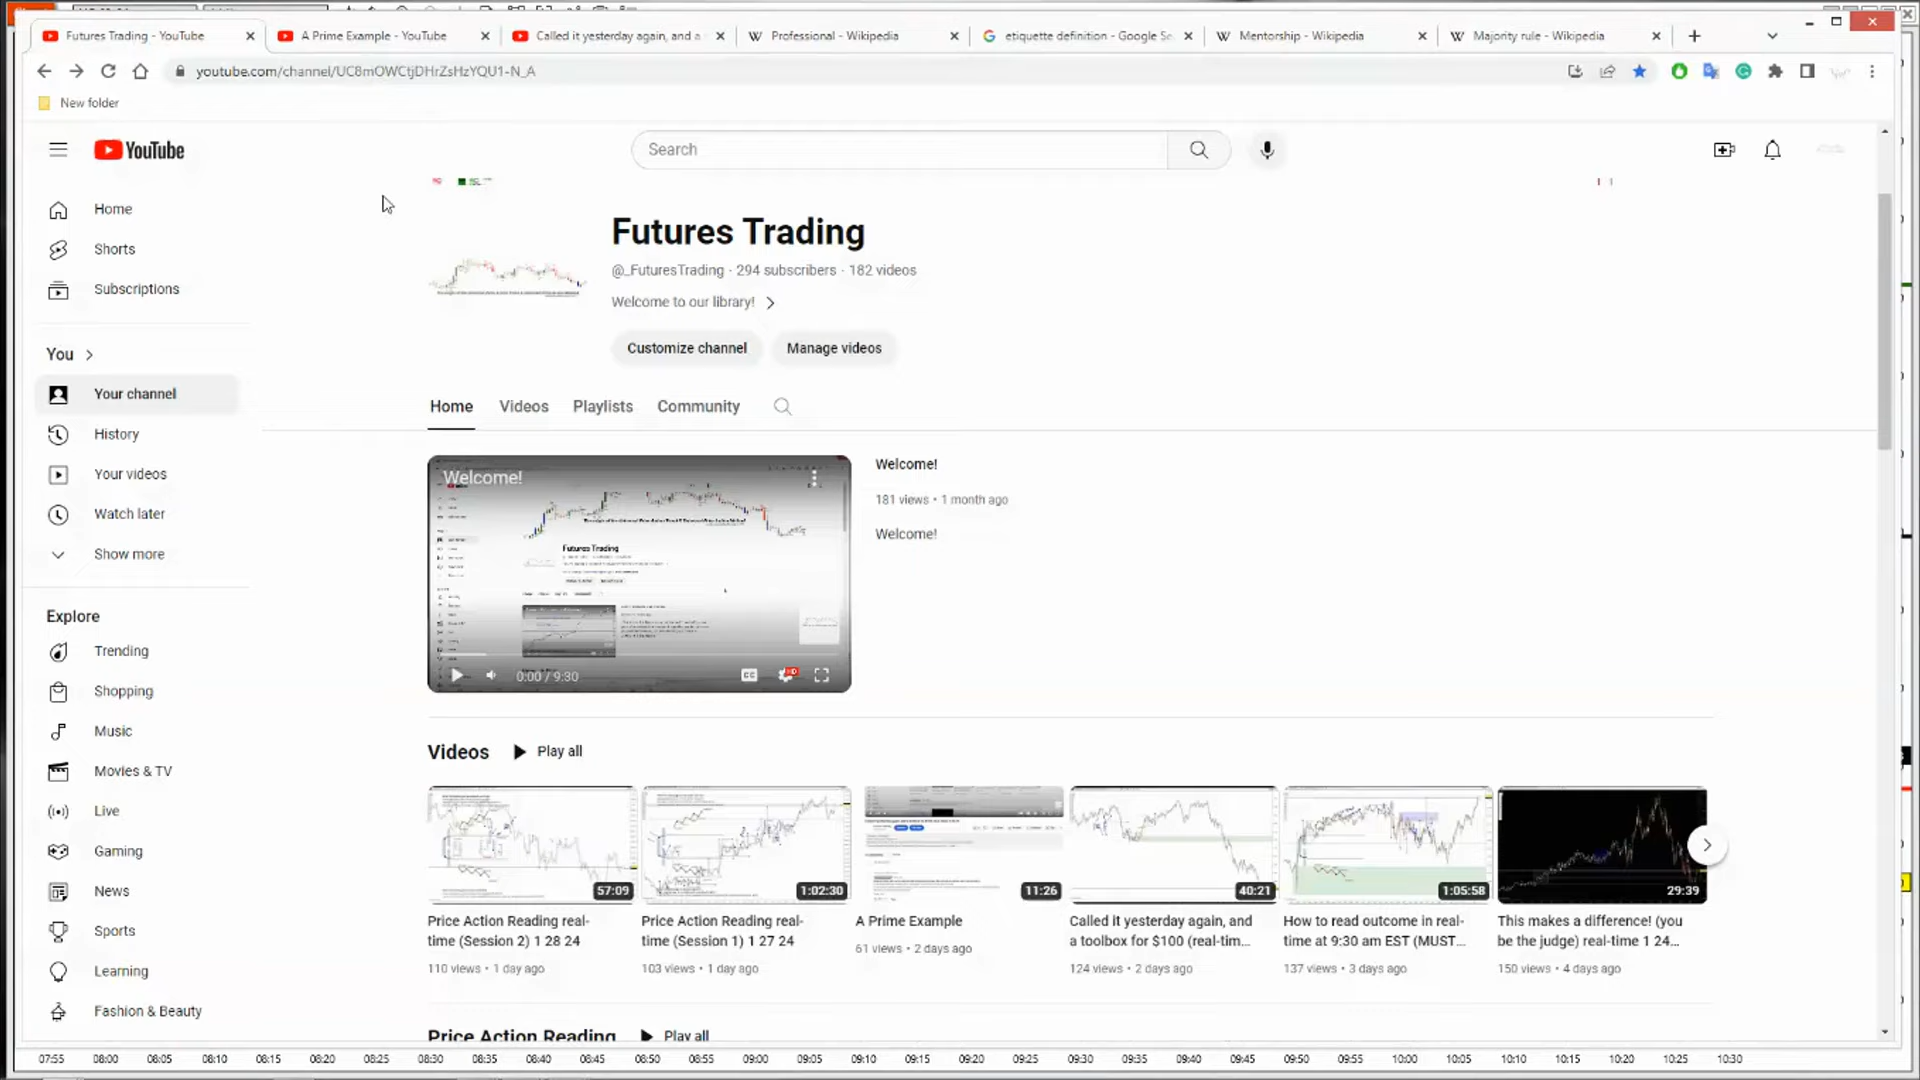 Futures Trading - YouTube
A Prime Example - YouTube
Called it yesterday again, and a
Professional - Wikipedia
etiquette definition - Google Se
Mentorship - Wikipedia
Majority rule - Wikipedia
youtube.com/channel/UC8mOWCtjDHrZsHzYQU1-N_A
New folder
YouTube
Search
Home
Shorts
Subscriptions
You
Your channel
History
Your videos
Watch later
Show more
Explore
Trending
Shopping
Music
Movies & TV
Live
Gaming
News
Sports
Learning
Fashion & Beauty
Futures Trading
@_FuturesTrading · 294 subscribers · 182 videos
Welcome to our library!
Customize channel
Manage videos
Home
Videos
Playlists
Community
Welcome!
Futures Trading
0:00 / 9:30
CC
HD
Welcome!
181 views • 1 month ago
Welcome!
Videos
Play all
57:09
Price Action Reading real-
time (Session 2) 1 28 24
110 views • 1 day ago
1:02:30
Price Action Reading real-
time (Session 1) 1 27 24
103 views • 1 day ago
11:26
A Prime Example
61 views • 2 days ago
40:21
Called it yesterday again, and
a toolbox for $100 (real-tim...
124 views • 2 days ago
1:05:58
How to read outcome in real-
time at 9:30 am EST (MUST...
137 views • 3 days ago
29:39
This makes a difference! (you
be the judge) real-time 1 24...
150 views • 4 days ago
Price Action Reading
Play all
07:55 08:00 08:05 08:10 08:15 08:20 08:25 08:30 08:35 08:40 08:45 08:50 08:55 09:00 09:05 09:10 09:15 09:20 09:25 09:30 09:35 09:40 09:45 09:50 09:55 10:00 10:05 10:10 10:15 10:20 10:25 10:30